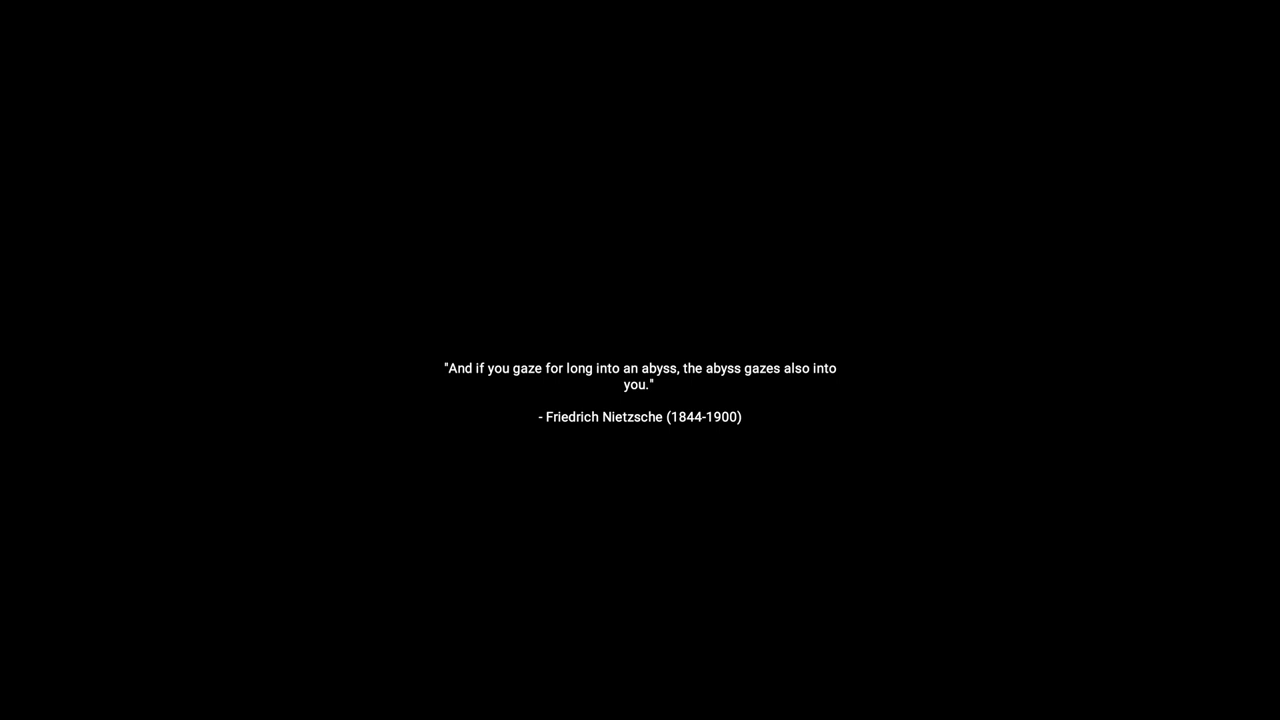 "And if you gaze for long into an abyss, the abyss gazes also into
you."
- Friedrich Nietzsche (1844-1900)